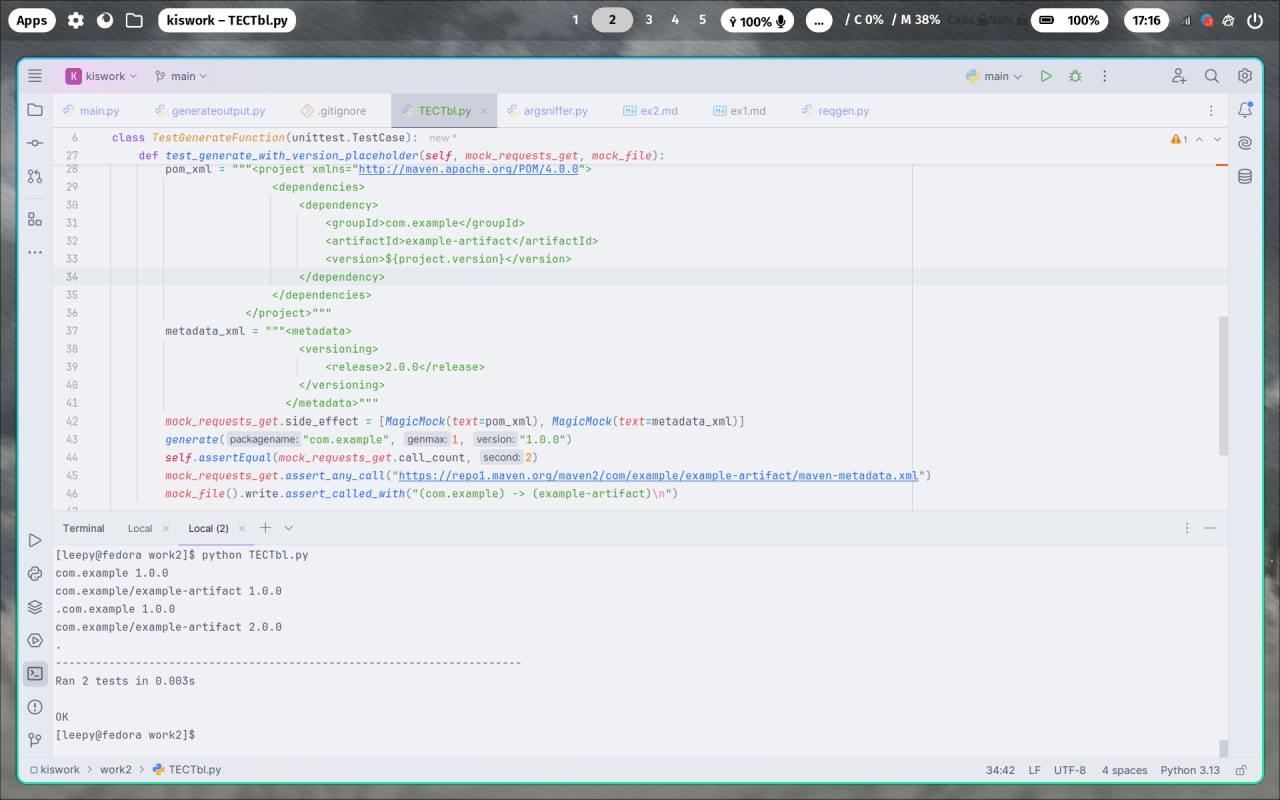 Apps
kiswork – TECTbl.py
1 2 3 4 5
100%
...
/ C 0% / M 38%
Caps Num
100%
17:16
K kiswork
main
main
main.py
generateoutput.py
.gitignore
TECTbl.py
argsniffer.py
ex2.md
ex1.md
reqgen.py
6 class TestGenerateFunction(unittest.TestCase): new *
1
27 def test_generate_with_version_placeholder(self, mock_requests_get, mock_file):
28 pom_xml = """<project xmlns="http://maven.apache.org/POM/4.0.0">
29 <dependencies>
30 <dependency>
31 <groupId>com.example</groupId>
32 <artifactId>example-artifact</artifactId>
33 <version>${project.version}</version>
34 </dependency>
35 </dependencies>
36 </project>"""
37 metadata_xml = """<metadata>
38 <versioning>
39 <release>2.0.0</release>
40 </versioning>
41 </metadata>"""
42 mock_requests_get.side_effect = [MagicMock(text=pom_xml), MagicMock(text=metadata_xml)]
43 generate( packagename: "com.example", genmax: 1, version: "1.0.0")
44 self.assertEqual(mock_requests_get.call_count, second: 2)
45 mock_requests_get.assert_any_call("https://repo1.maven.org/maven2/com/example/example-artifact/maven-metadata.xml")
46 mock_file().write.assert_called_with("(com.example) -> (example-artifact)\n")
Terminal
Local
Local (2)
[leepy@fedora work2]$ python TECTbl.py
com.example 1.0.0
com.example/example-artifact 1.0.0
.com.example 1.0.0
com.example/example-artifact 2.0.0
.
----------------------------------------------------------------------
Ran 2 tests in 0.003s
OK
[leepy@fedora work2]$
kiswork > work2 > TECTbl.py
34:42
LF
UTF-8
4 spaces
Python 3.13